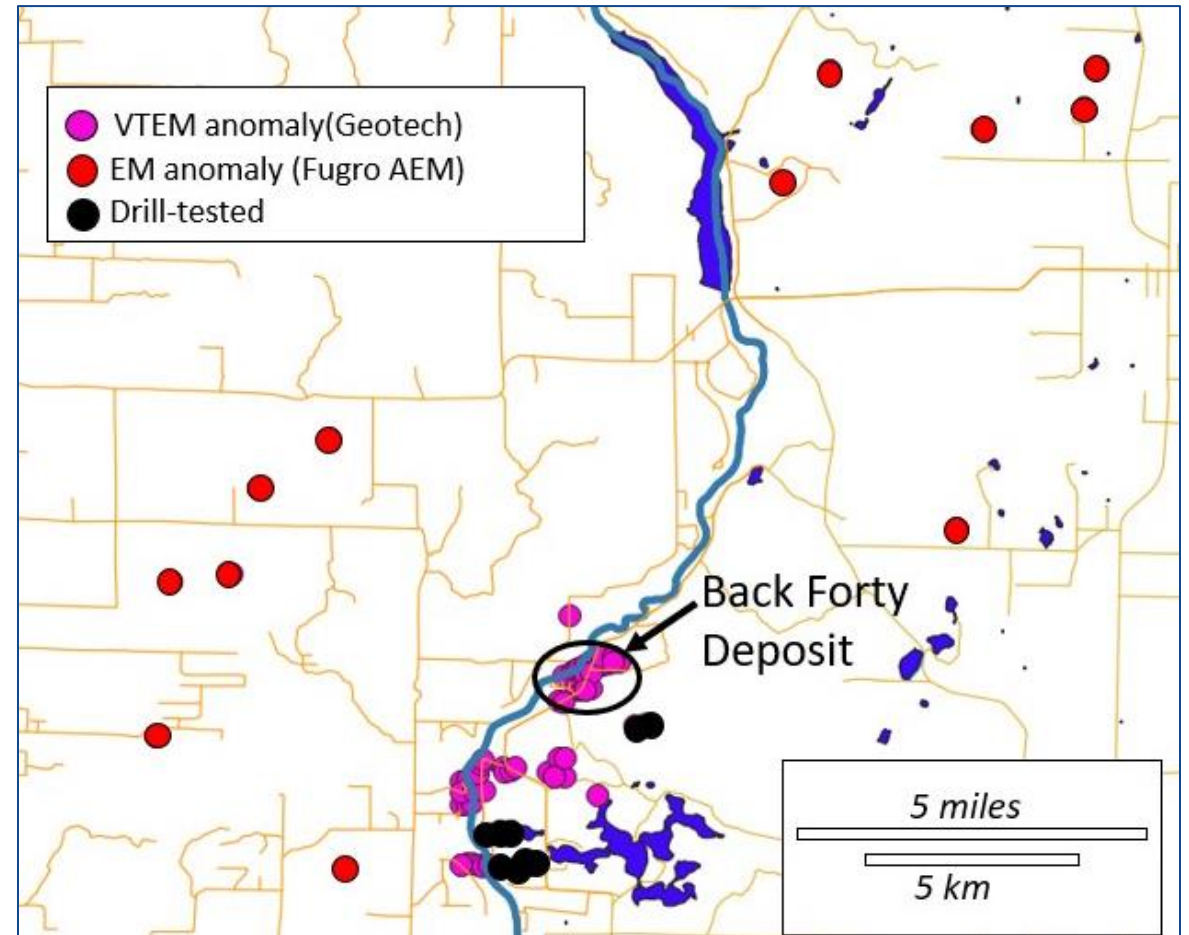 VTEM anomaly(Geotech)
EM anomaly (Fugro AEM)
Drill-tested
Back Forty
Deposit
5 miles
5 km